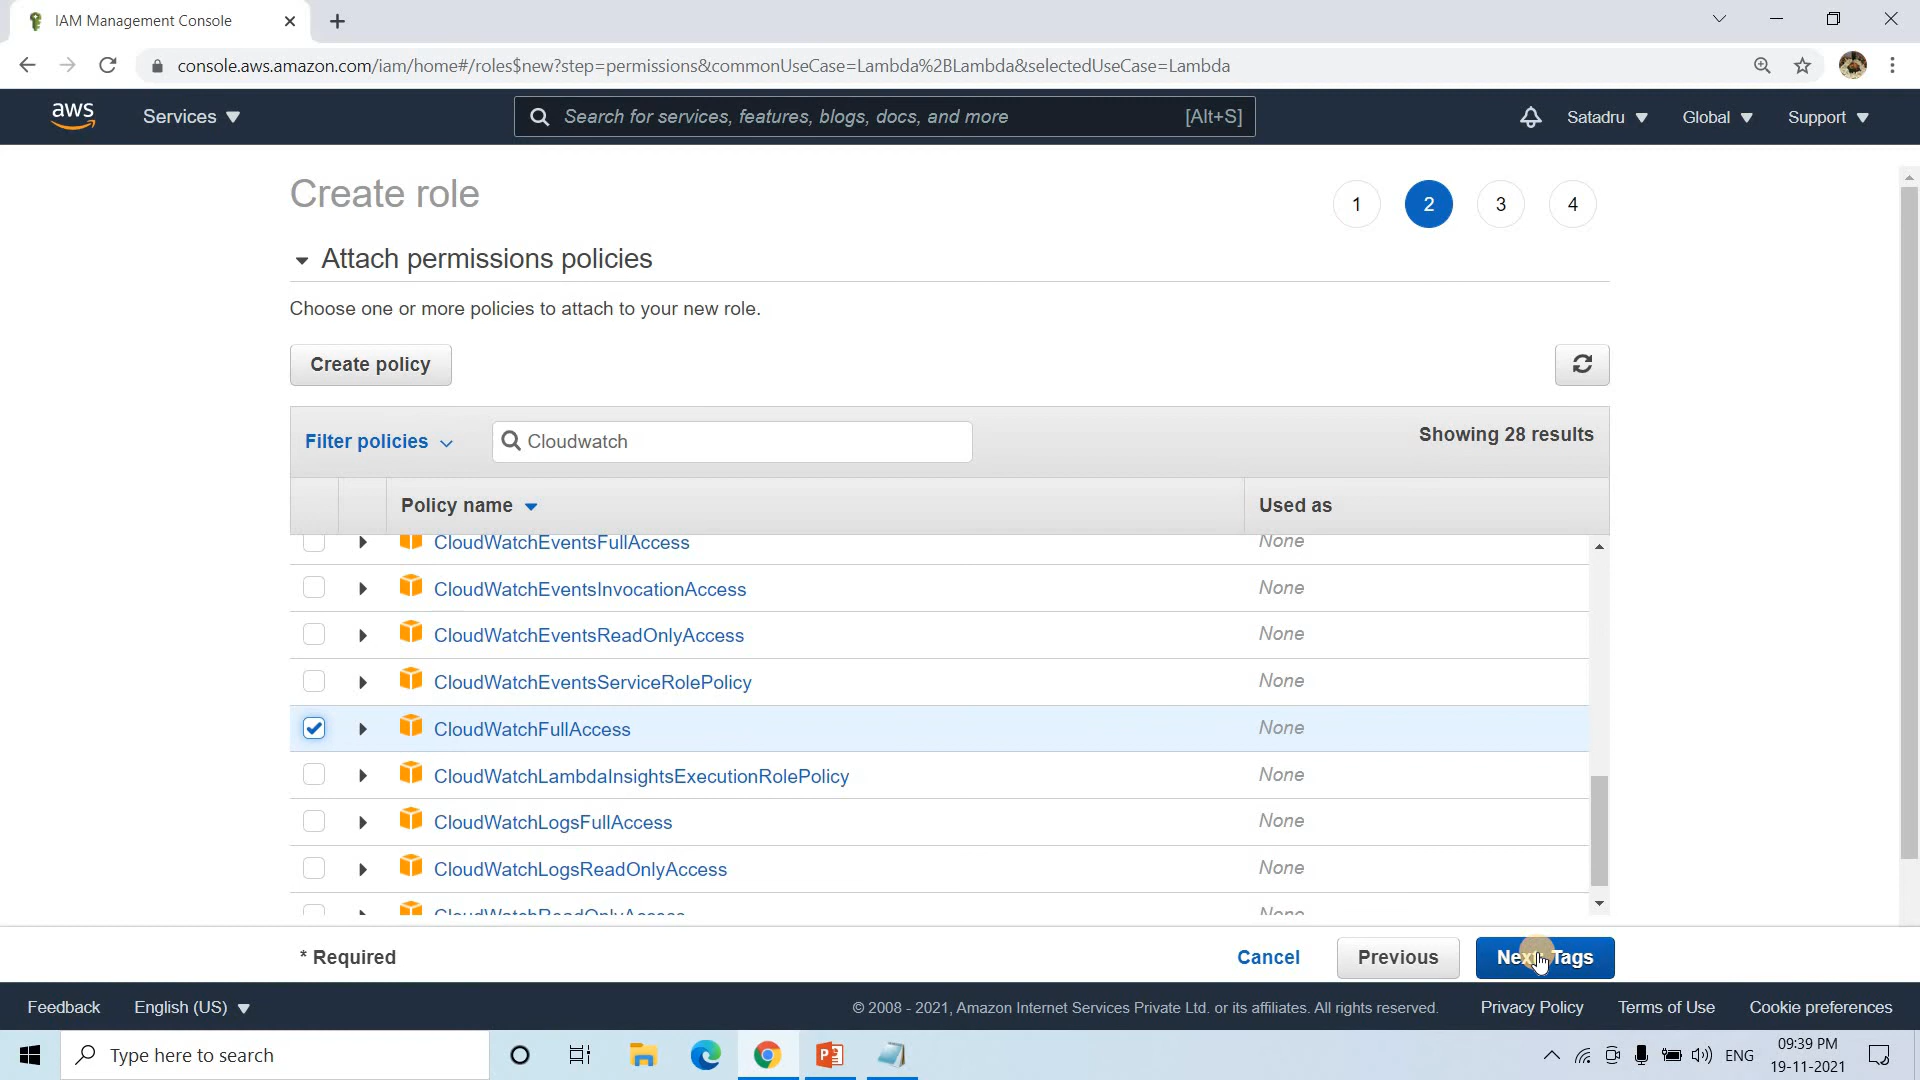 IAM Management Console
console.aws.amazon.com/iam/home#/roles$new?step=permissions&commonUseCase=Lambda%2BLambda&selectedUseCase=Lambda
aws Services Search for services, features, blogs, docs, and more [Alt+S] Satadru Global Support
Create role 1 2 3 4
Attach permissions policies
Choose one or more policies to attach to your new role.
Create policy
Filter policies Cloudwatch Showing 28 results
Policy name Used as
CloudWatchEventsFullAccess None
CloudWatchEventsInvocationAccess None
CloudWatchEventsReadOnlyAccess None
CloudWatchEventsServiceRolePolicy None
CloudWatchFullAccess None
CloudWatchLambdaInsightsExecutionRolePolicy None
CloudWatchLogsFullAccess None
CloudWatchLogsReadOnlyAccess None
CloudWatchReadOnlyAccess None
* Required Cancel Previous Next: Tags
Feedback English (US) © 2008 - 2021, Amazon Internet Services Private Ltd. or its affiliates. All rights reserved. Privacy Policy Terms of Use Cookie preferences
Type here to search ENG 09:39 PM
19-11-2021